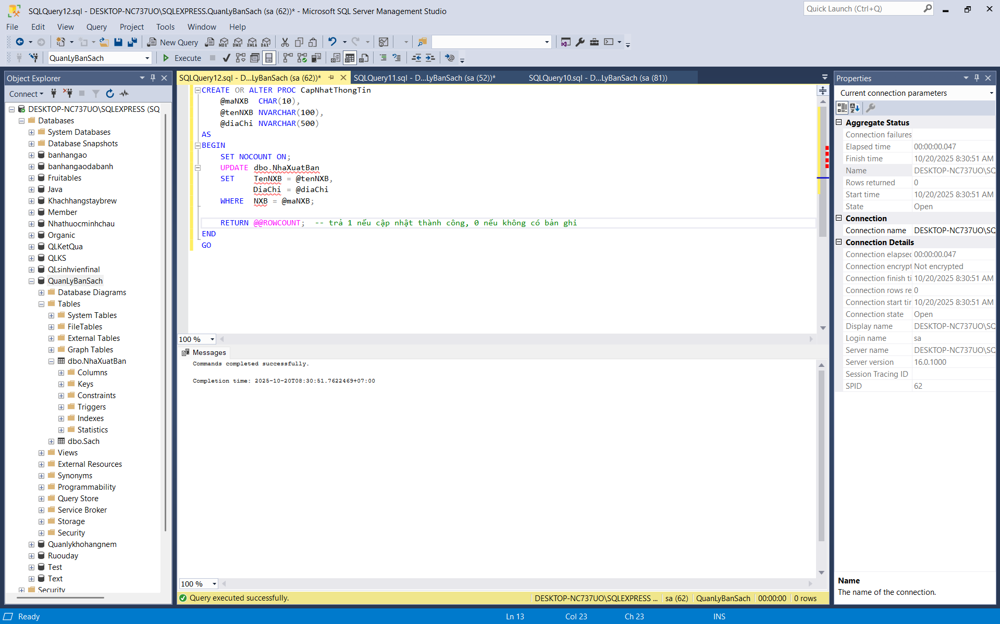 SQLQuery12.sql - DESKTOP-NC737UO\SQLEXPRESS.QuanLyBanSach (sa (62))* - Microsoft SQL Server Management Studio
Quick Launch (Ctrl+Q)
File Edit View Query Project Tools Window Help
New Query
MDX DMX XMLA DAX
QuanLyBanSach
Execute
Object Explorer
Connect
DESKTOP-NC737UO\SQLEXPRESS (SQ
Databases
System Databases
Database Snapshots
banhangao
banhangaodabanh
Fruitables
Java
Khachhangstaybrew
Member
Nhathuocminhchau
Organic
QLKetQua
QLKS
QLsinhvienfinal
QuanLyBanSach
Database Diagrams
Tables
System Tables
FileTables
External Tables
Graph Tables
dbo.NhaXuatBan
Columns
Keys
Constraints
Triggers
Indexes
Statistics
dbo.Sach
Views
External Resources
Synonyms
Programmability
Query Store
Service Broker
Storage
Security
Quanlykhohangnem
Ruouday
Test
Text
Security
SQLQuery12.sql - D...LyBanSach (sa (62))*
SQLQuery11.sql - D...LyBanSach (sa (52))*
SQLQuery10.sql - D...LyBanSach (sa (81))
CREATE OR ALTER PROC CapNhatThongTin
@maNXB CHAR(10),
@tenNXB NVARCHAR(100),
@diaChi NVARCHAR(500)
AS
BEGIN
SET NOCOUNT ON;
UPDATE dbo.NhaXuatBan
SET TenNXB = @tenNXB,
DiaChi = @diaChi
WHERE NXB = @maNXB;
RETURN @@ROWCOUNT; -- trả 1 nếu cập nhật thành công, 0 nếu không có bản ghi
END
GO
100 %
Messages
Commands completed successfully.
Completion time: 2025-10-20T08:30:51.7622469+07:00
100 %
Query executed successfully.
DESKTOP-NC737UO\SQLEXPRESS ... sa (62) QuanLyBanSach 00:00:00 0 rows
Properties
Current connection parameters
Aggregate Status
Connection failures
Elapsed time 00:00:00.047
Finish time 10/20/2025 8:30:51 AM
Name DESKTOP-NC737UO\SQ
Rows returned 0
Start time 10/20/2025 8:30:51 AM
State Open
Connection
Connection name DESKTOP-NC737UO\SQ
Connection Details
Connection elapsec 00:00:00.047
Connection encrypt Not encrypted
Connection finish ti 10/20/2025 8:30:51 AM
Connection rows re 0
Connection start tir 10/20/2025 8:30:51 AM
Connection state Open
Display name DESKTOP-NC737UO\SQ
Login name sa
Server name DESKTOP-NC737UO\SQ
Server version 16.0.1000
Session Tracing ID
SPID 62
Name
The name of the connection.
Ready
Ln 13 Col 23 Ch 23 INS